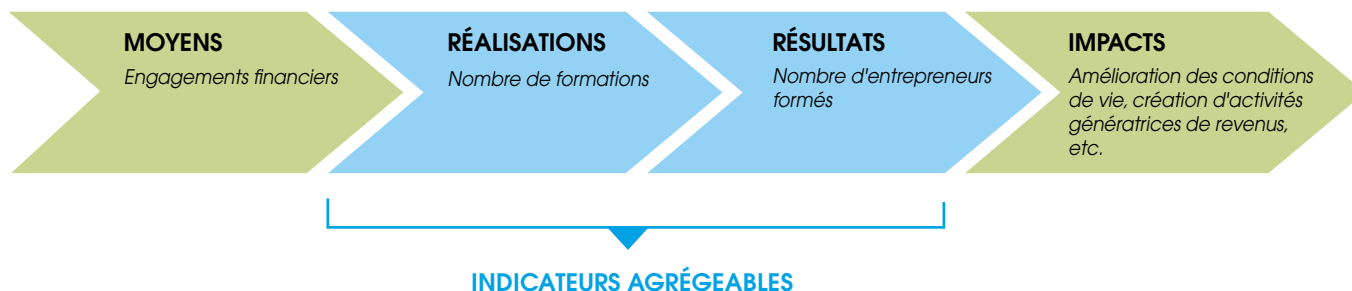 MOYENS
Engagements financiers
RÉALISATIONS
Nombre de formations
RÉSULTATS
Nombre d'entrepreneurs
formés
IMPACTS
Amélioration des conditions
de vie, création d'activités
génératrices de revenus,
etc.
INDICATEURS AGRÉGEABLES